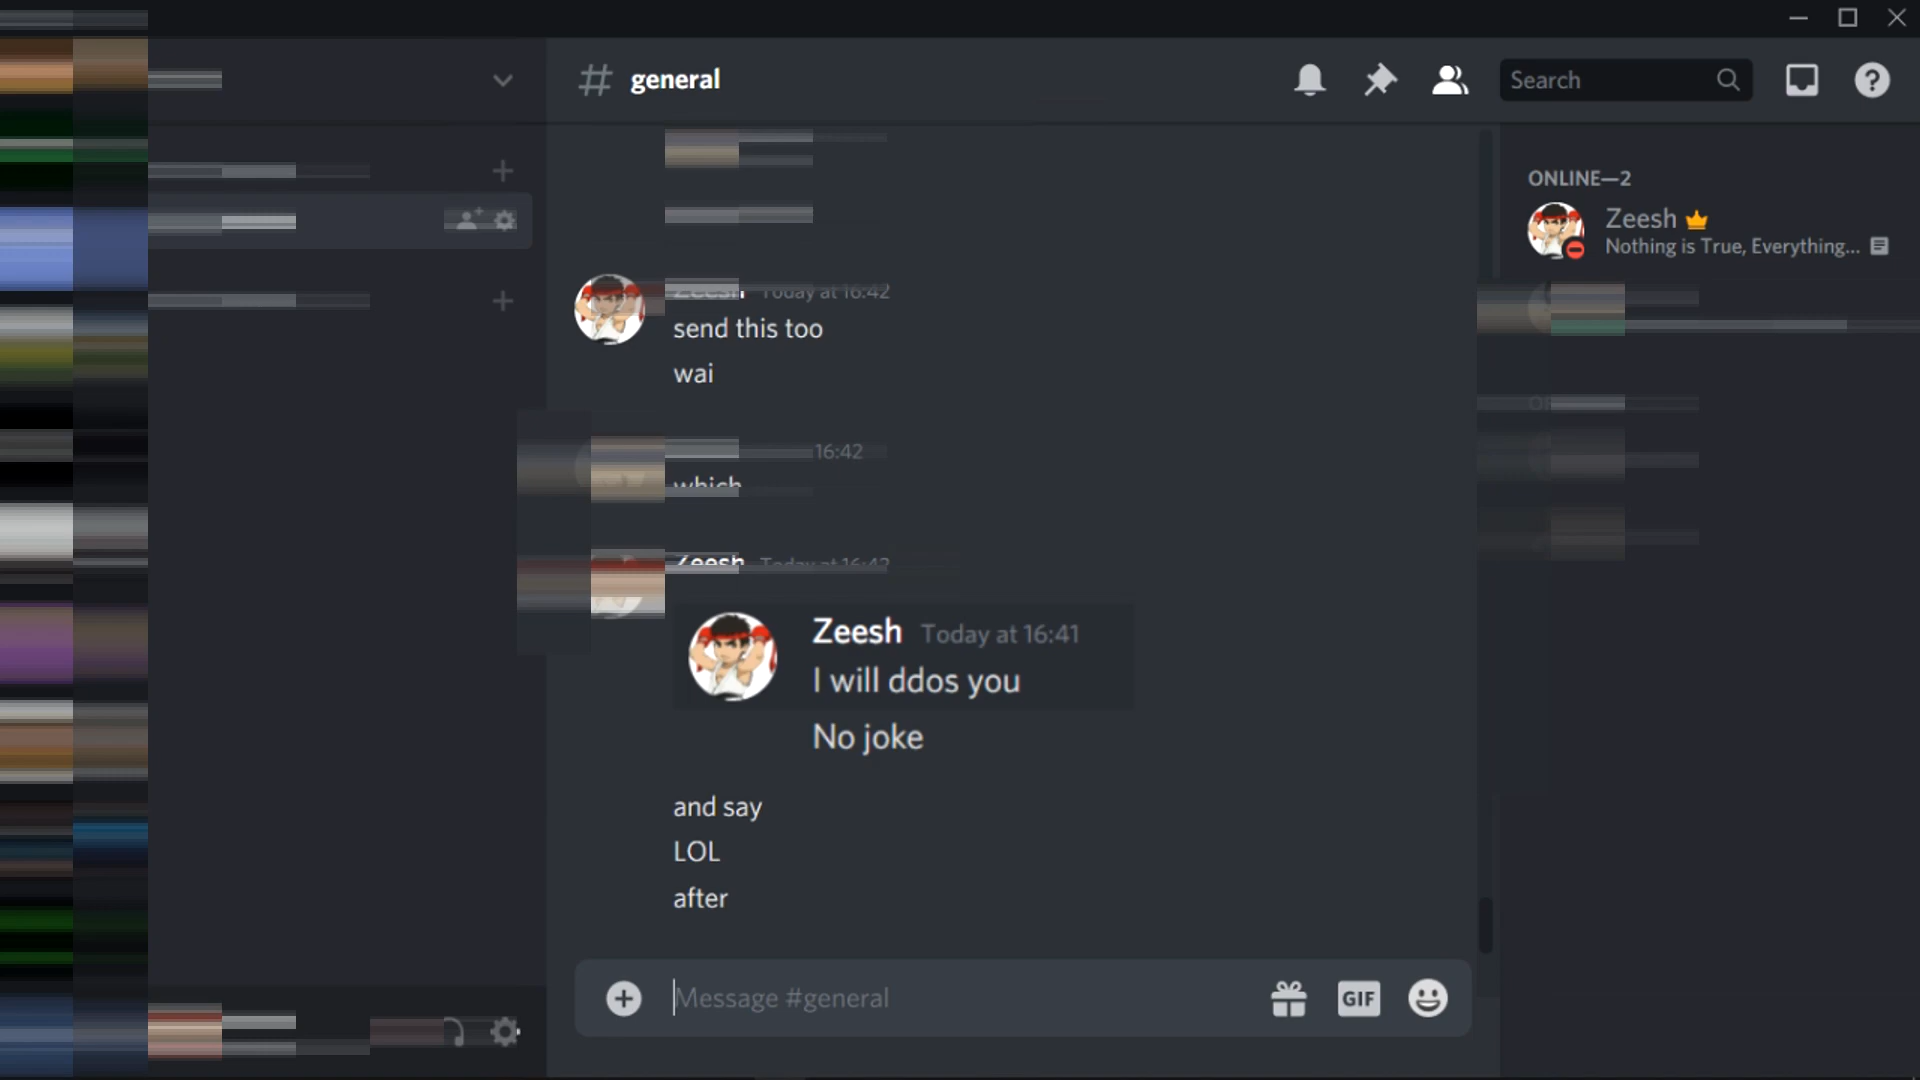 general
Search
ONLINE—2
Zeesh
Nothing is True, Everything...
Zeesh Today at 16:42
send this too
wai
16:42
which
Zeesh Today at 16:42
Zeesh Today at 16:41
I will ddos you
No joke
and say
LOL
after
Message #general
GIF